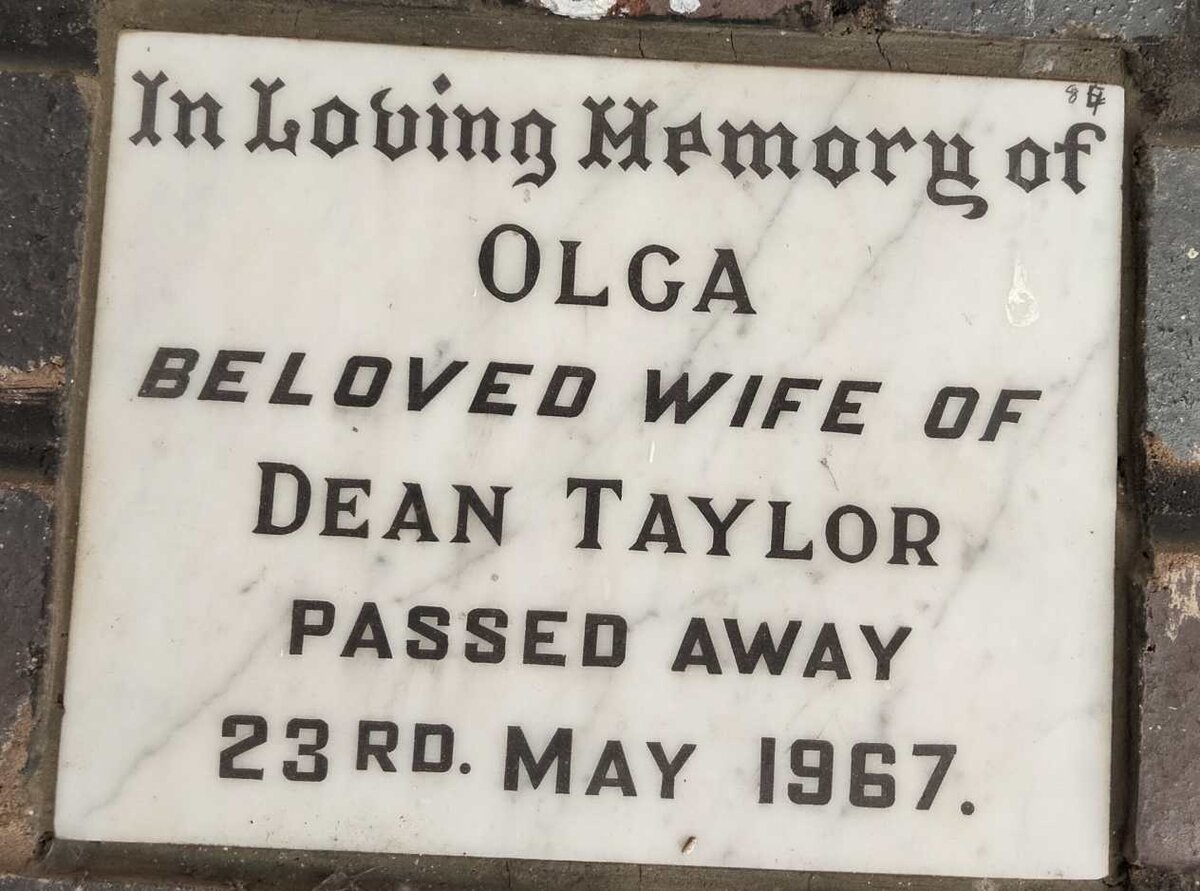 In Loving Memory of
OLGA
BELOVED WIFE OF
DEAN TAYLOR
PASSED AWAY
23RD. MAY 1967.